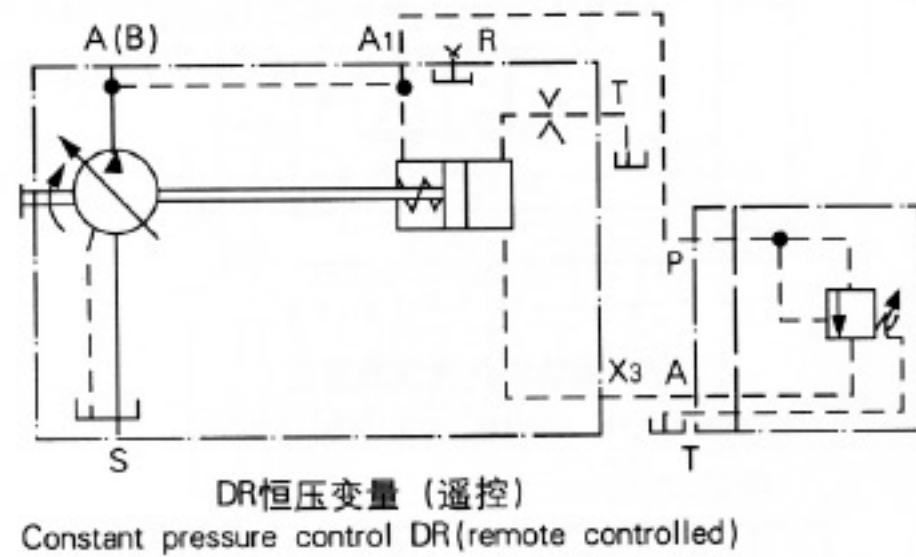 A(B) A1 R
T
P
X3 A
S T
DR恒压变量 (遥控)
Constant pressure control DR(remote controlled)